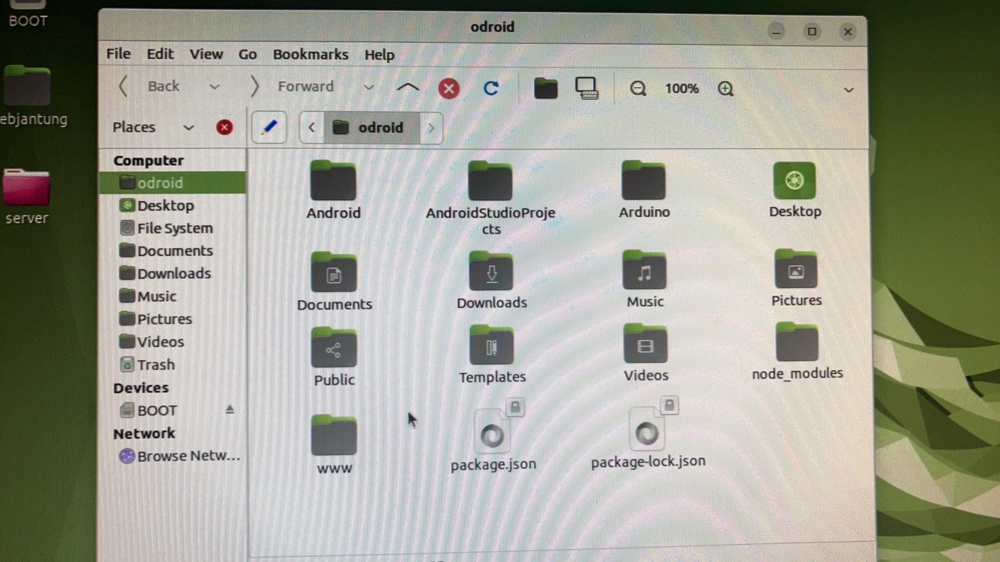 BOOT
ebjantung
server
odroid
File Edit View Go Bookmarks Help
Back Forward 100%
Places
odroid
Computer
odroid
Desktop
File System
Documents
Downloads
Music
Pictures
Videos
Trash
Devices
BOOT
Network
Browse Netw...
Android
AndroidStudioProje
cts
Arduino
Desktop
Documents
Downloads
Music
Pictures
Public
Templates
Videos
node_modules
www
package.json
package-lock.json